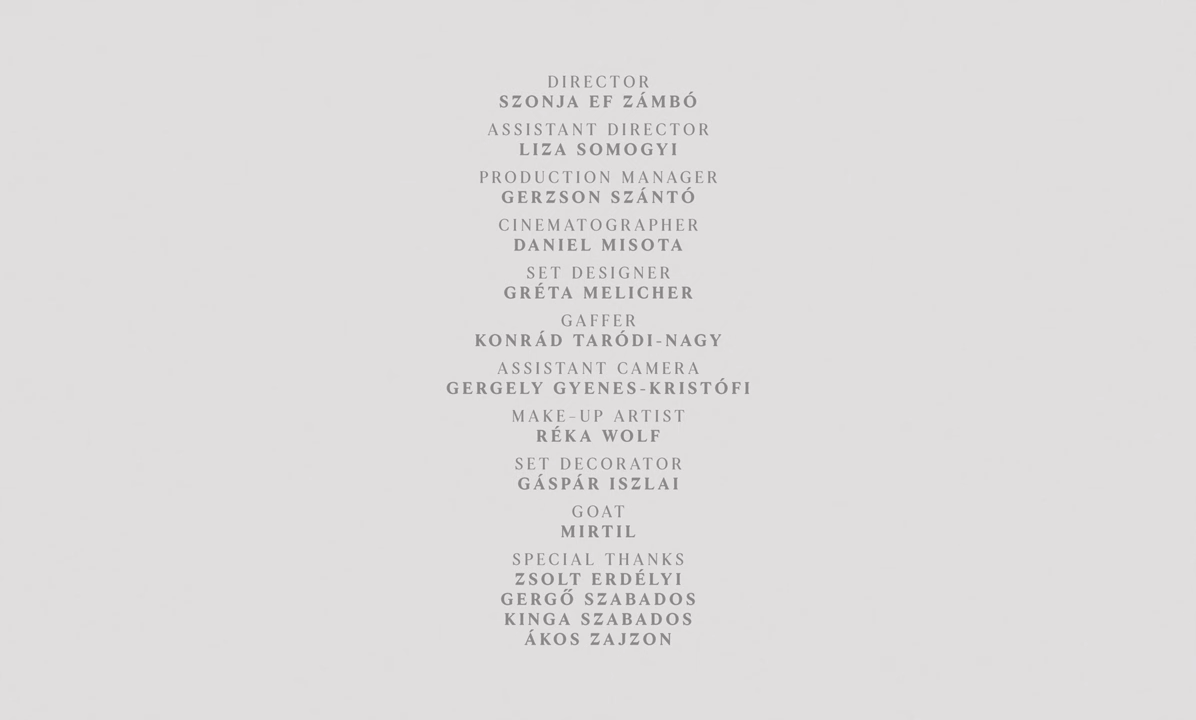 DIRECTOR
SZONJA EF ZÁMBÓ
ASSISTANT DIRECTOR
LIZA SOMOGYI
PRODUCTION MANAGER
GERZSON SZÁNTÓ
CINEMATOGRAPHER
DANIEL MISOTA
SET DESIGNER
GRÉTA MELICHER
GAFFER
KONRÁD TARÓDI-NAGY
ASSISTANT CAMERA
GERGELY GYENES-KRISTÓFI
MAKE-UP ARTIST
RÉKA WOLF
SET DECORATOR
GÁSPÁR ISZLAI
GOAT
MIRTIL
SPECIAL THANKS
ZSOLT ERDÉLYI
GERGŐ SZABADOS
KINGA SZABADOS
ÁKOS ZAJZON